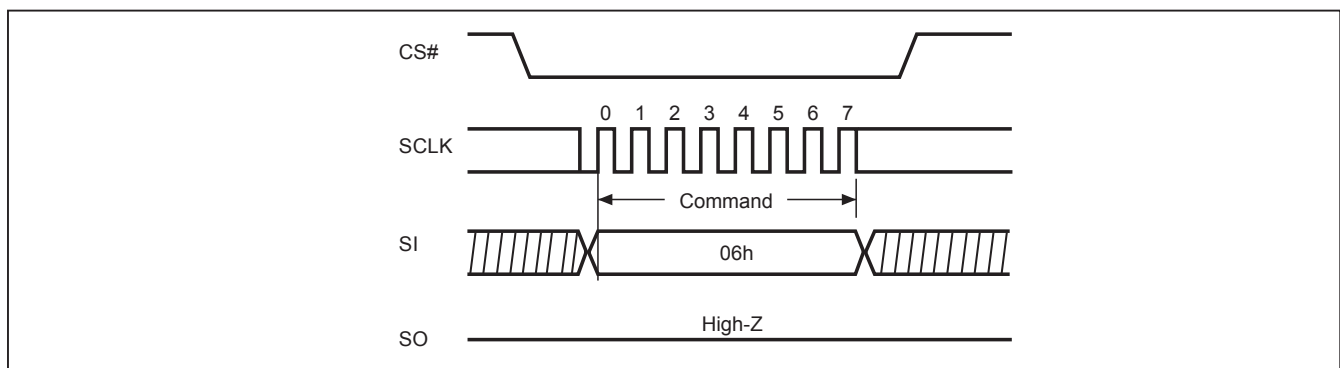 CS#
0 1 2 3 4 5 6 7
SCLK
Command
SI
06h
High-Z
SO